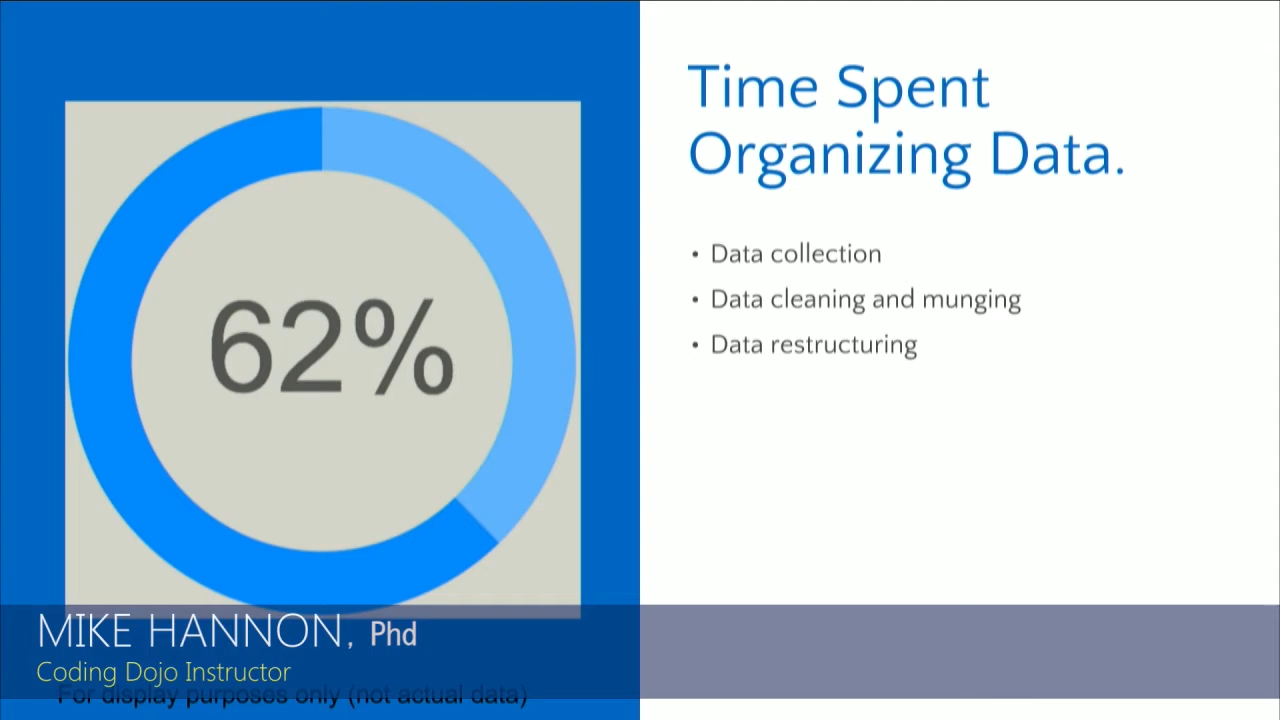 62%
Time Spent
Organizing Data.
• Data collection
• Data cleaning and munging
• Data restructuring
MIKE HANNON, Phd
Coding Dojo Instructor
For display purposes only (not actual data)